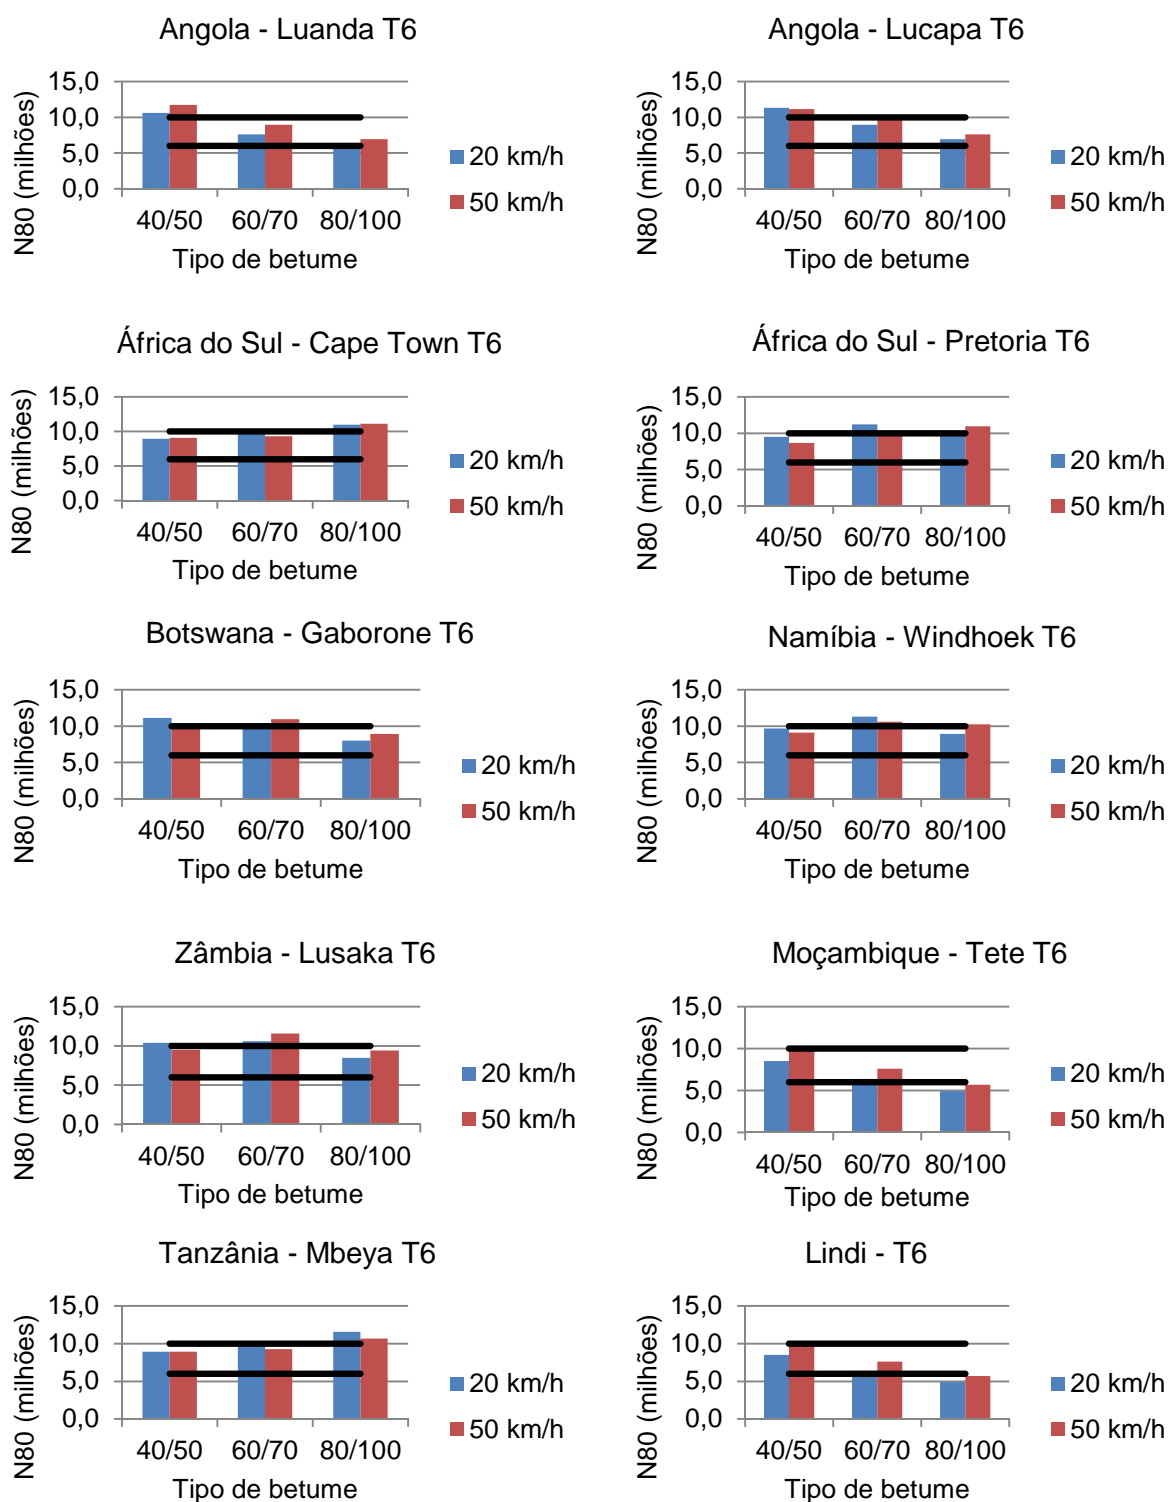 Angola - Luanda T6
N80 (milhões)
15,0
10,0
5,0
0,0
40/50 60/70 80/100
Tipo de betume
20 km/h
50 km/h
Angola - Lucapa T6
N80 (milhões)
15,0
10,0
5,0
0,0
40/50 60/70 80/100
Tipo de betume
20 km/h
50 km/h
África do Sul - Cape Town T6
N80 (milhões)
15,0
10,0
5,0
0,0
40/50 60/70 80/100
Tipo de betume
20 km/h
50 km/h
África do Sul - Pretoria T6
N80 (milhões)
15,0
10,0
5,0
0,0
40/50 60/70 80/100
Tipo de betume
20 km/h
50 km/h
Botswana - Gaborone T6
N80 (milhões)
15,0
10,0
5,0
0,0
40/50 60/70 80/100
Tipo de betume
20 km/h
50 km/h
Namíbia - Windhoek T6
N80 (milhões)
15,0
10,0
5,0
0,0
40/50 60/70 80/100
Tipo de betume
20 km/h
50 km/h
Zâmbia - Lusaka T6
N80 (milhões)
15,0
10,0
5,0
0,0
40/50 60/70 80/100
Tipo de betume
20 km/h
50 km/h
Moçambique - Tete T6
N80 (milhões)
15,0
10,0
5,0
0,0
40/50 60/70 80/100
Tipo de betume
20 km/h
50 km/h
Tanzânia - Mbeya T6
N80 (milhões)
15,0
10,0
5,0
0,0
40/50 60/70 80/100
Tipo de betume
20 km/h
50 km/h
Lindi - T6
N80 (milhões)
15,0
10,0
5,0
0,0
40/50 60/70 80/100
Tipo de betume
20 km/h
50 km/h